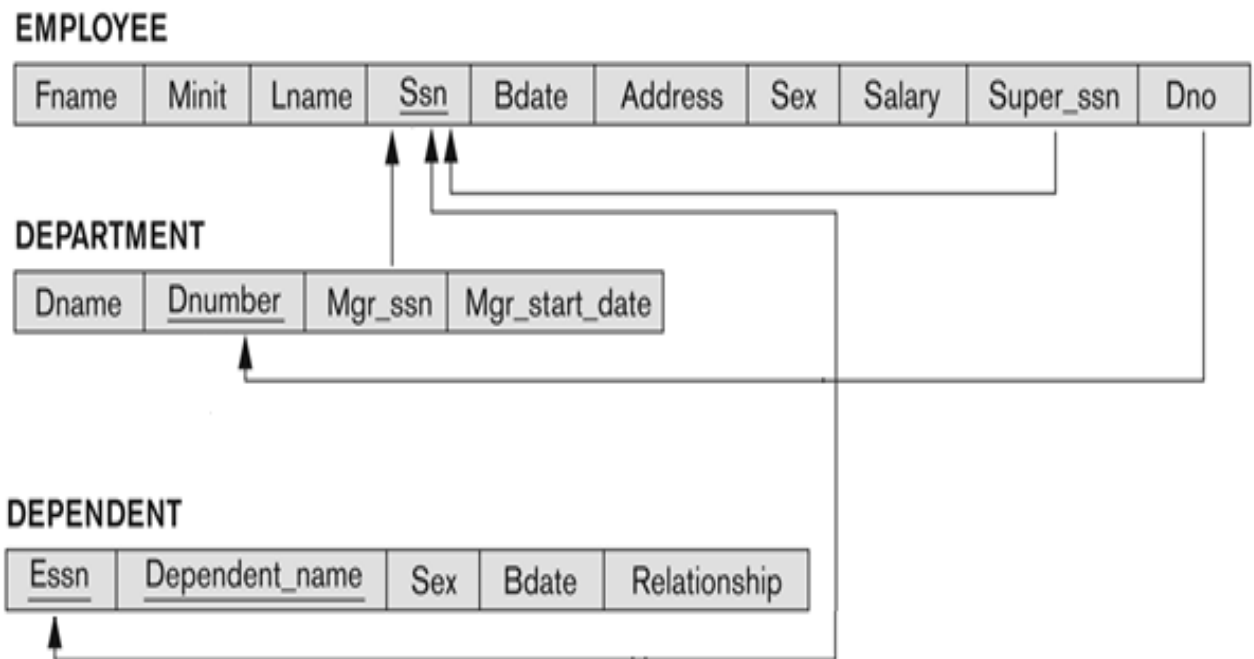 EMPLOYEE
Fname Minit Lname Ssn Bdate Address Sex Salary Super_ssn Dno
DEPARTMENT
Dname Dnumber Mgr_ssn Mgr_start_date
DEPENDENT
Essn Dependent_name Sex Bdate Relationship